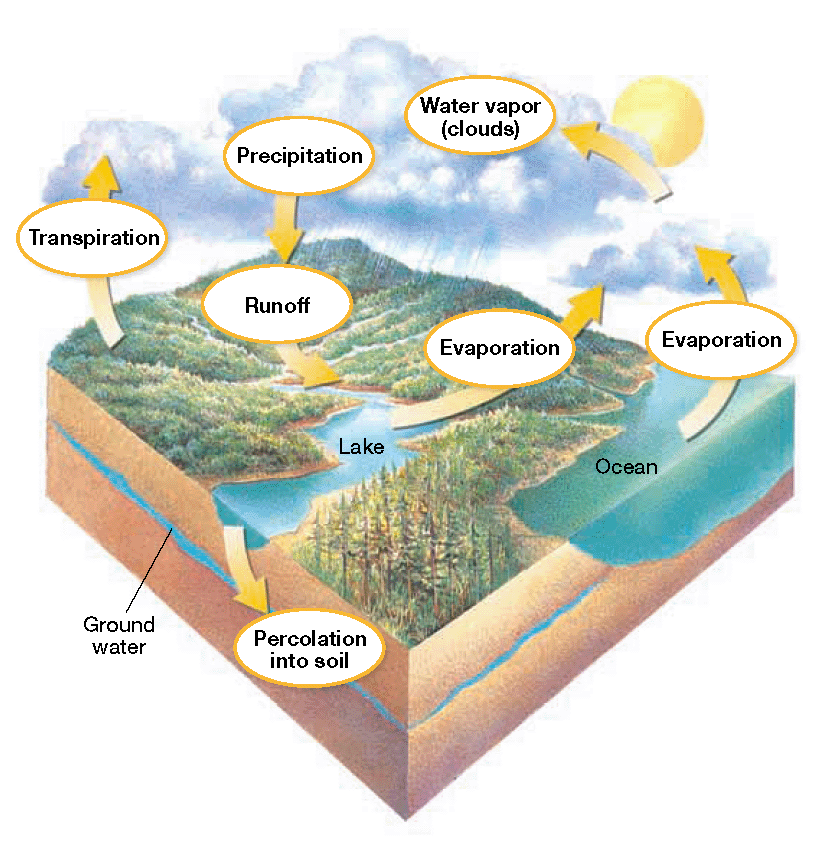 Water vapor
(clouds)
Precipitation
Transpiration
Runoff
Evaporation
Evaporation
Lake
Ocean
Ground
water
Percolation
into soil